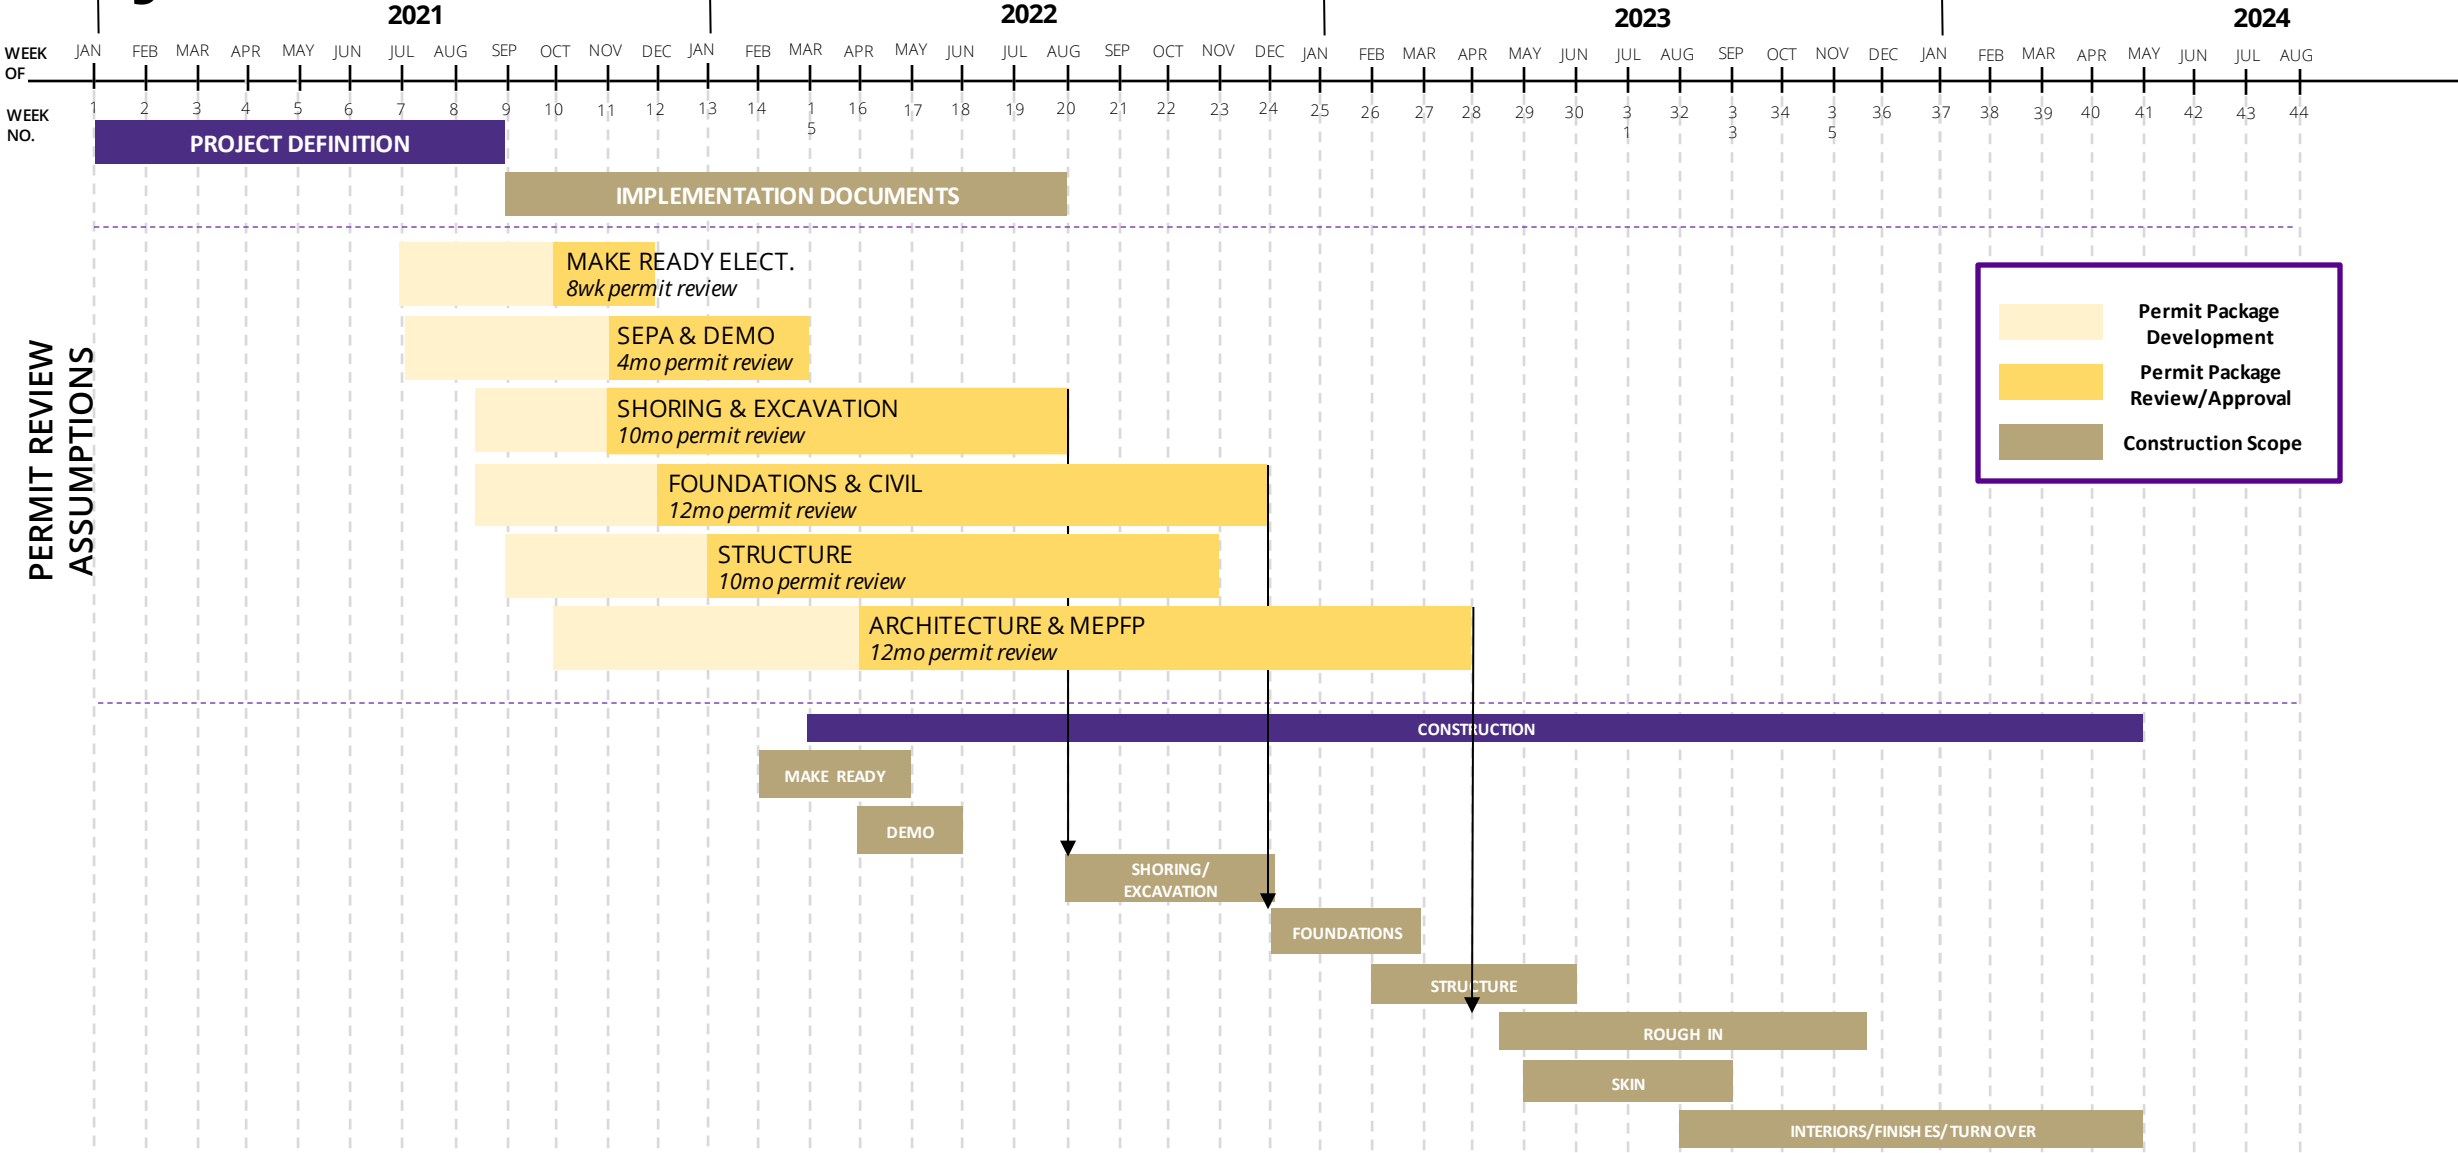 2021
2022
2023
2024
WEEK OF
JAN FEB MAR APR MAY JUN JUL AUG SEP OCT NOV DEC JAN FEB MAR APR MAY JUN JUL AUG SEP OCT NOV DEC JAN FEB MAR APR MAY JUN JUL AUG SEP OCT NOV DEC JAN FEB MAR APR MAY JUN JUL AUG
WEEK NO.
1 2 3 4 5 6 7 8 9 10 11 12 13 14 15 16 17 18 19 20 21 22 23 24 25 26 27 28 29 30 31 32 33 34 35 36 37 38 39 40 41 42 43 44
PROJECT DEFINITION
IMPLEMENTATION DOCUMENTS
PERMIT REVIEW
ASSUMPTIONS
MAKE READY ELECT.
8wk permit review
SEPA & DEMO
4mo permit review
SHORING & EXCAVATION
10mo permit review
FOUNDATIONS & CIVIL
12mo permit review
STRUCTURE
10mo permit review
ARCHITECTURE & MEPFP
12mo permit review
Permit Package
Development
Permit Package
Review/Approval
Construction Scope
CONSTRUCTION
MAKE READY
DEMO
SHORING/
EXCAVATION
FOUNDATIONS
STRUCTURE
ROUGH IN
SKIN
INTERIORS/FINISHES/TURNOVER